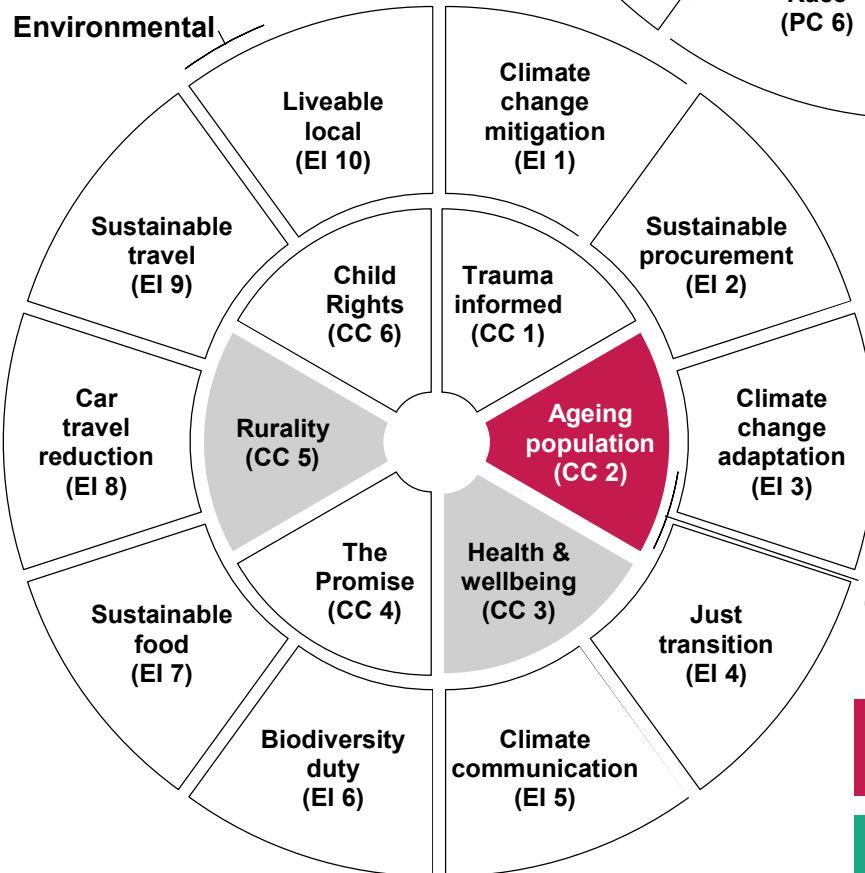 Environmental
(PC 6)
Liveable
local
(EI 10)
Climate
change
mitigation
(EI 1)
Sustainable
travel
(EI 9)
Sustainable
procurement
(EI 2)
Child
Rights
(CC 6)
Trauma
informed
(CC 1)
Car
travel
reduction
(EI 8)
Rurality
(CC 5)
Ageing
population
(CC 2)
Climate
change
adaptation
(EI 3)
The
Promise
(CC 4)
Health &
wellbeing
(CC 3)
Sustainable
food
(EI 7)
Just
transition
(EI 4)
Biodiversity
duty
(EI 6)
Climate
communication
(EI 5)